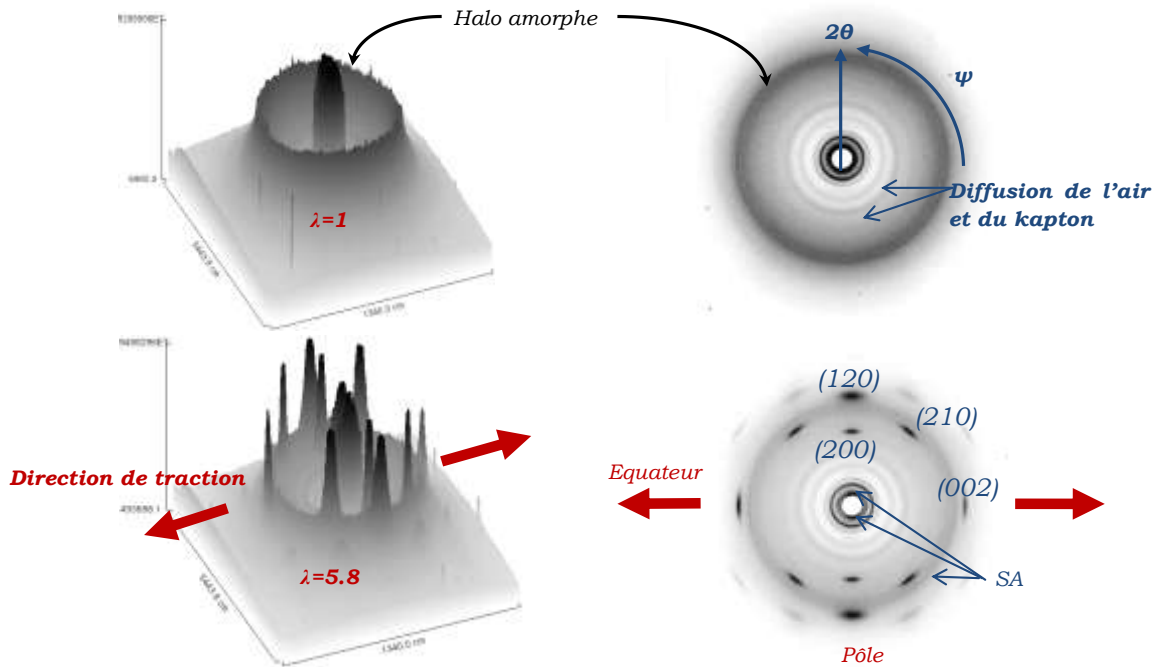 Halo amorphe
2θ
ψ
λ=1
Diffusion de l'air
et du kapton
(120)
(210)
(200)
(002)
Equateur
Direction de traction
λ=5.8
SA
Pôle